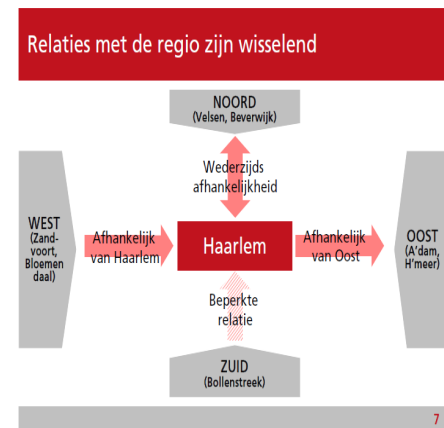 Relaties met de regio zijn wisselend
NOORD
(Velsen, Beverwijk)
Wederzijds
afhankelijkheid
WEST
(Zand-
voort,
Bloemen
daal)
Afhankelijk
van Haarlem
Haarlem
Afhankelijk
van Oost
OOST
(A'dam,
H'meer)
Beperkte
relatie
ZUID
(Bollenstreek)
7